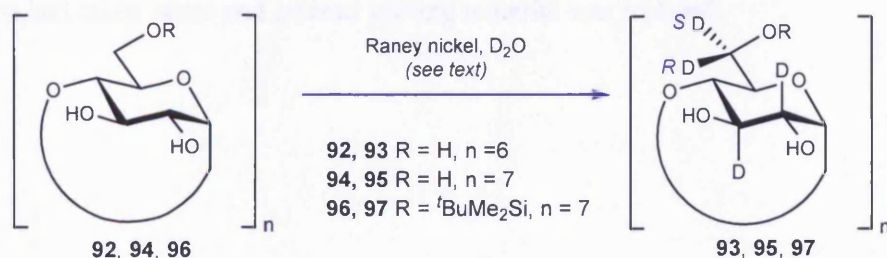 OR
O
O
HO
HO
n
92, 94, 96
Raney nickel, D₂O
(see text)
92, 93 R = H, n=6
94, 95 R = H, n = 7
96, 97 R = ᵗBuMe₂Si, n = 7
S D
OR
R D
D
O
O
HO
HO
D
n
93, 95, 97